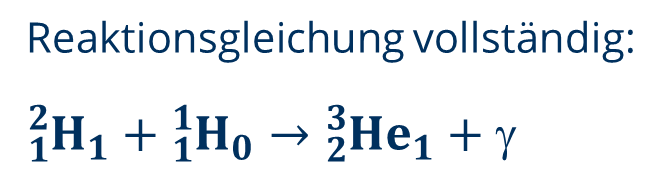 Reaktionsgleichung vollständig:
²₁H₁ + ¹₁H₀ → ³₂He₁ + γ